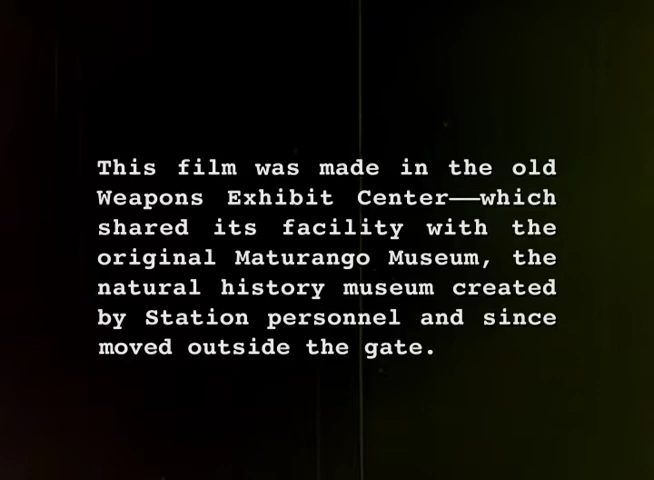 This film was made in the old
Weapons Exhibit Center——which
shared its facility with the
original Maturango Museum, the
natural history museum created
by Station personnel and since
moved outside the gate.